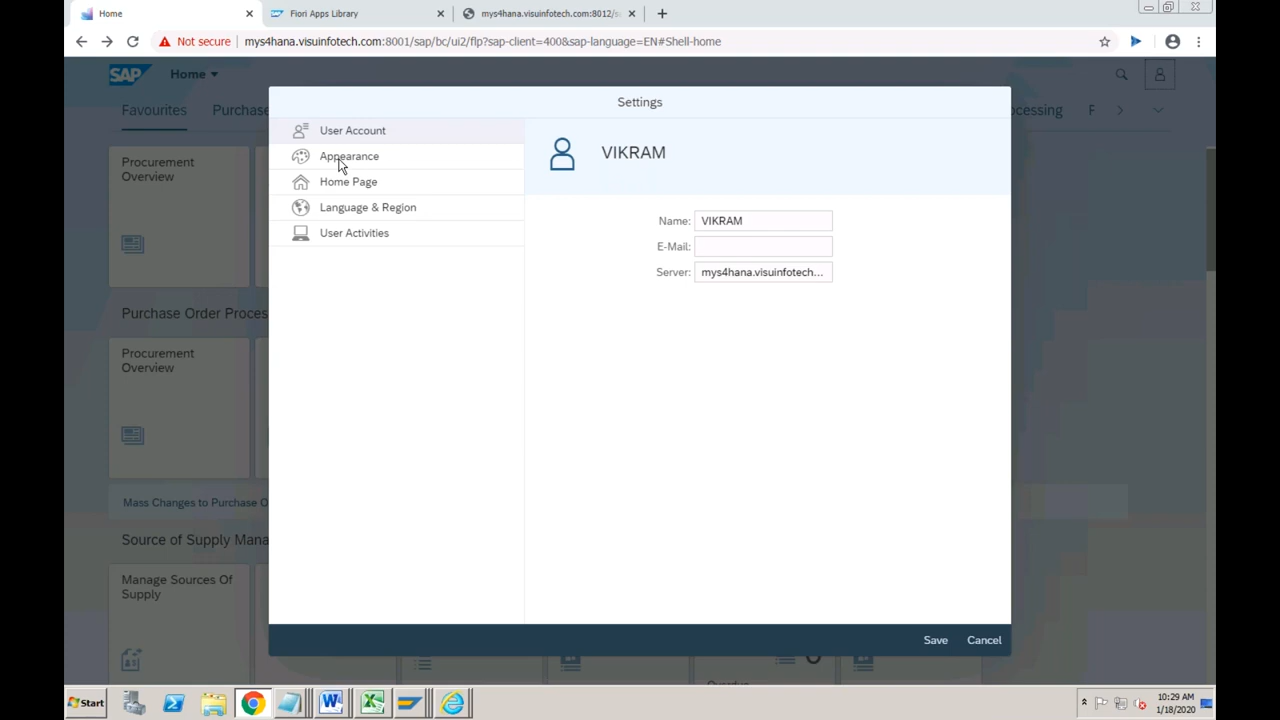 Home
Fiori Apps Library
mys4hana.visuinfotech.com:8012/s
Not secure
mys4hana.visuinfotech.com:8001/sap/bc/ui2/flp?sap-client=400&sap-language=EN#Shell-home
SAP
Home
Favourites
Purchase
cessing
F
Settings
User Account
Appearance
Home Page
Language & Region
User Activities
VIKRAM
Name: VIKRAM
E-Mail:
Server: mys4hana.visuinfotech...
Procurement
Overview
Purchase Order Proces
Procurement
Overview
Mass Changes to Purchase O
Source of Supply Mana
Manage Sources Of
Supply
Save
Cancel
Start
10:29 AM
1/18/2020